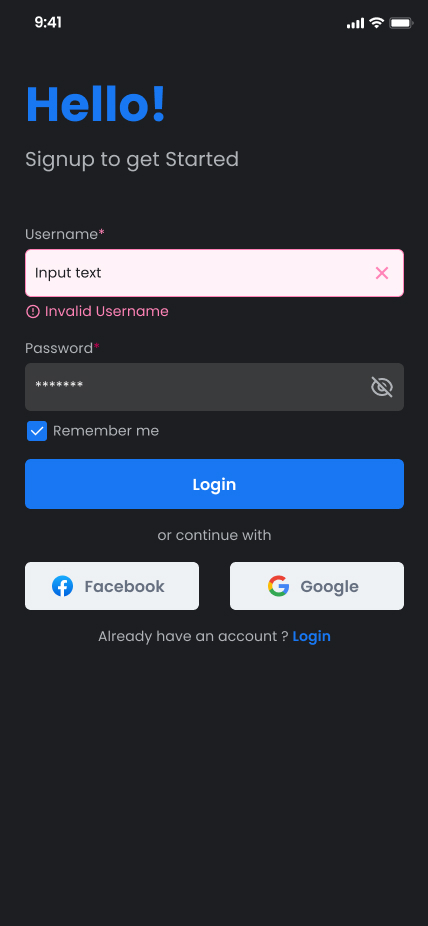 9:41
Hello!
Signup to get Started
Username*
Input text
Invalid Username
Password*
*******
Remember me
Login
or continue with
Facebook Google
Already have an account ? Login